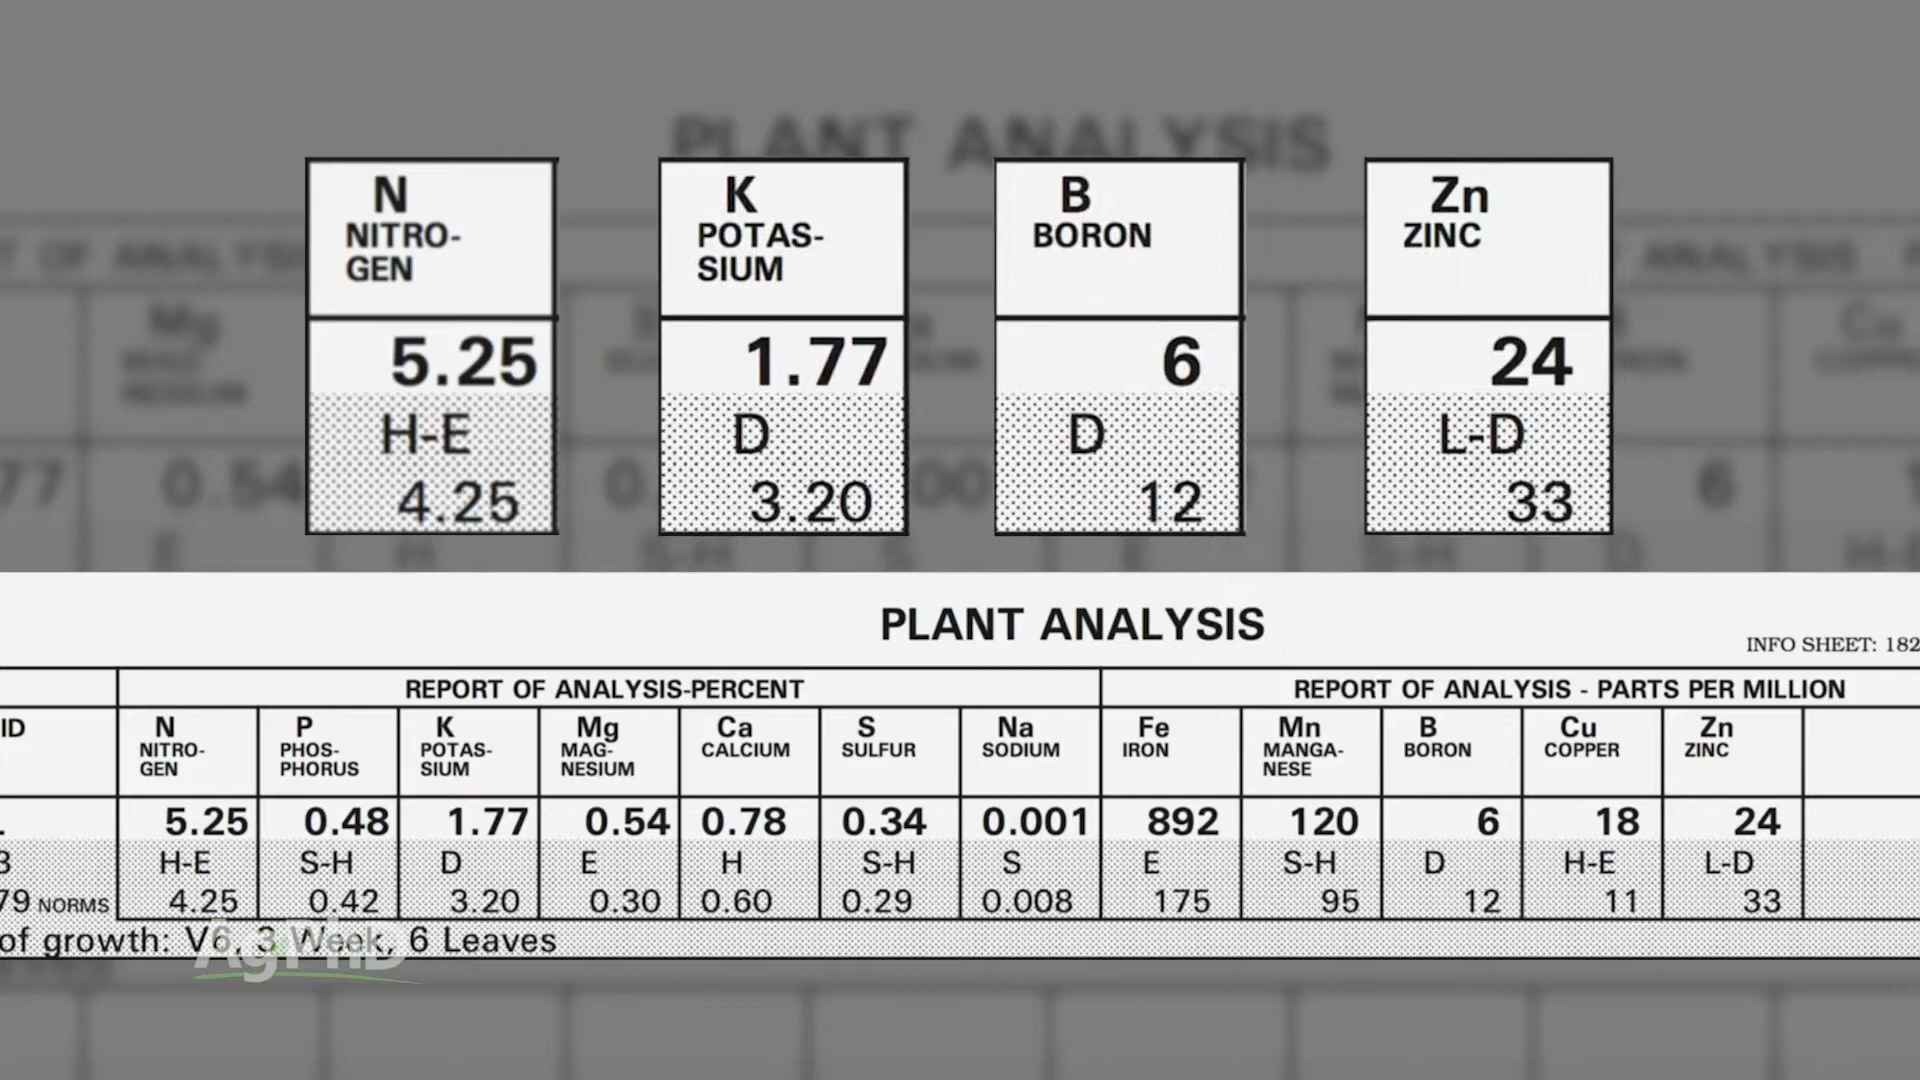 PLANT ANALYSIS
N K B Zn
NITRO- POTAS- BORON ZINC
GEN SIUM
5.25 1.77 6 24
H-E D D L-D
4.25 3.20 12 33
PLANT ANALYSIS
INFO SHEET: 182
REPORT OF ANALYSIS-PERCENT REPORT OF ANALYSIS - PARTS PER MILLION
ID N P K Mg Ca S Na Fe Mn B Cu Zn
NITRO- PHOS- POTAS- MAG- CALCIUM SULFUR SODIUM IRON MANGA- BORON COPPER ZINC
GEN PHORUS SIUM NESIUM NESE
5.25 0.48 1.77 0.54 0.78 0.34 0.001 892 120 6 18 24
3 H-E S-H D E H S-H S E S-H D H-E L-D
79 NORMS 4.25 0.42 3.20 0.30 0.60 0.29 0.008 175 95 12 11 33
of growth: V6, 3 Week, 6 Leaves
AgPhD